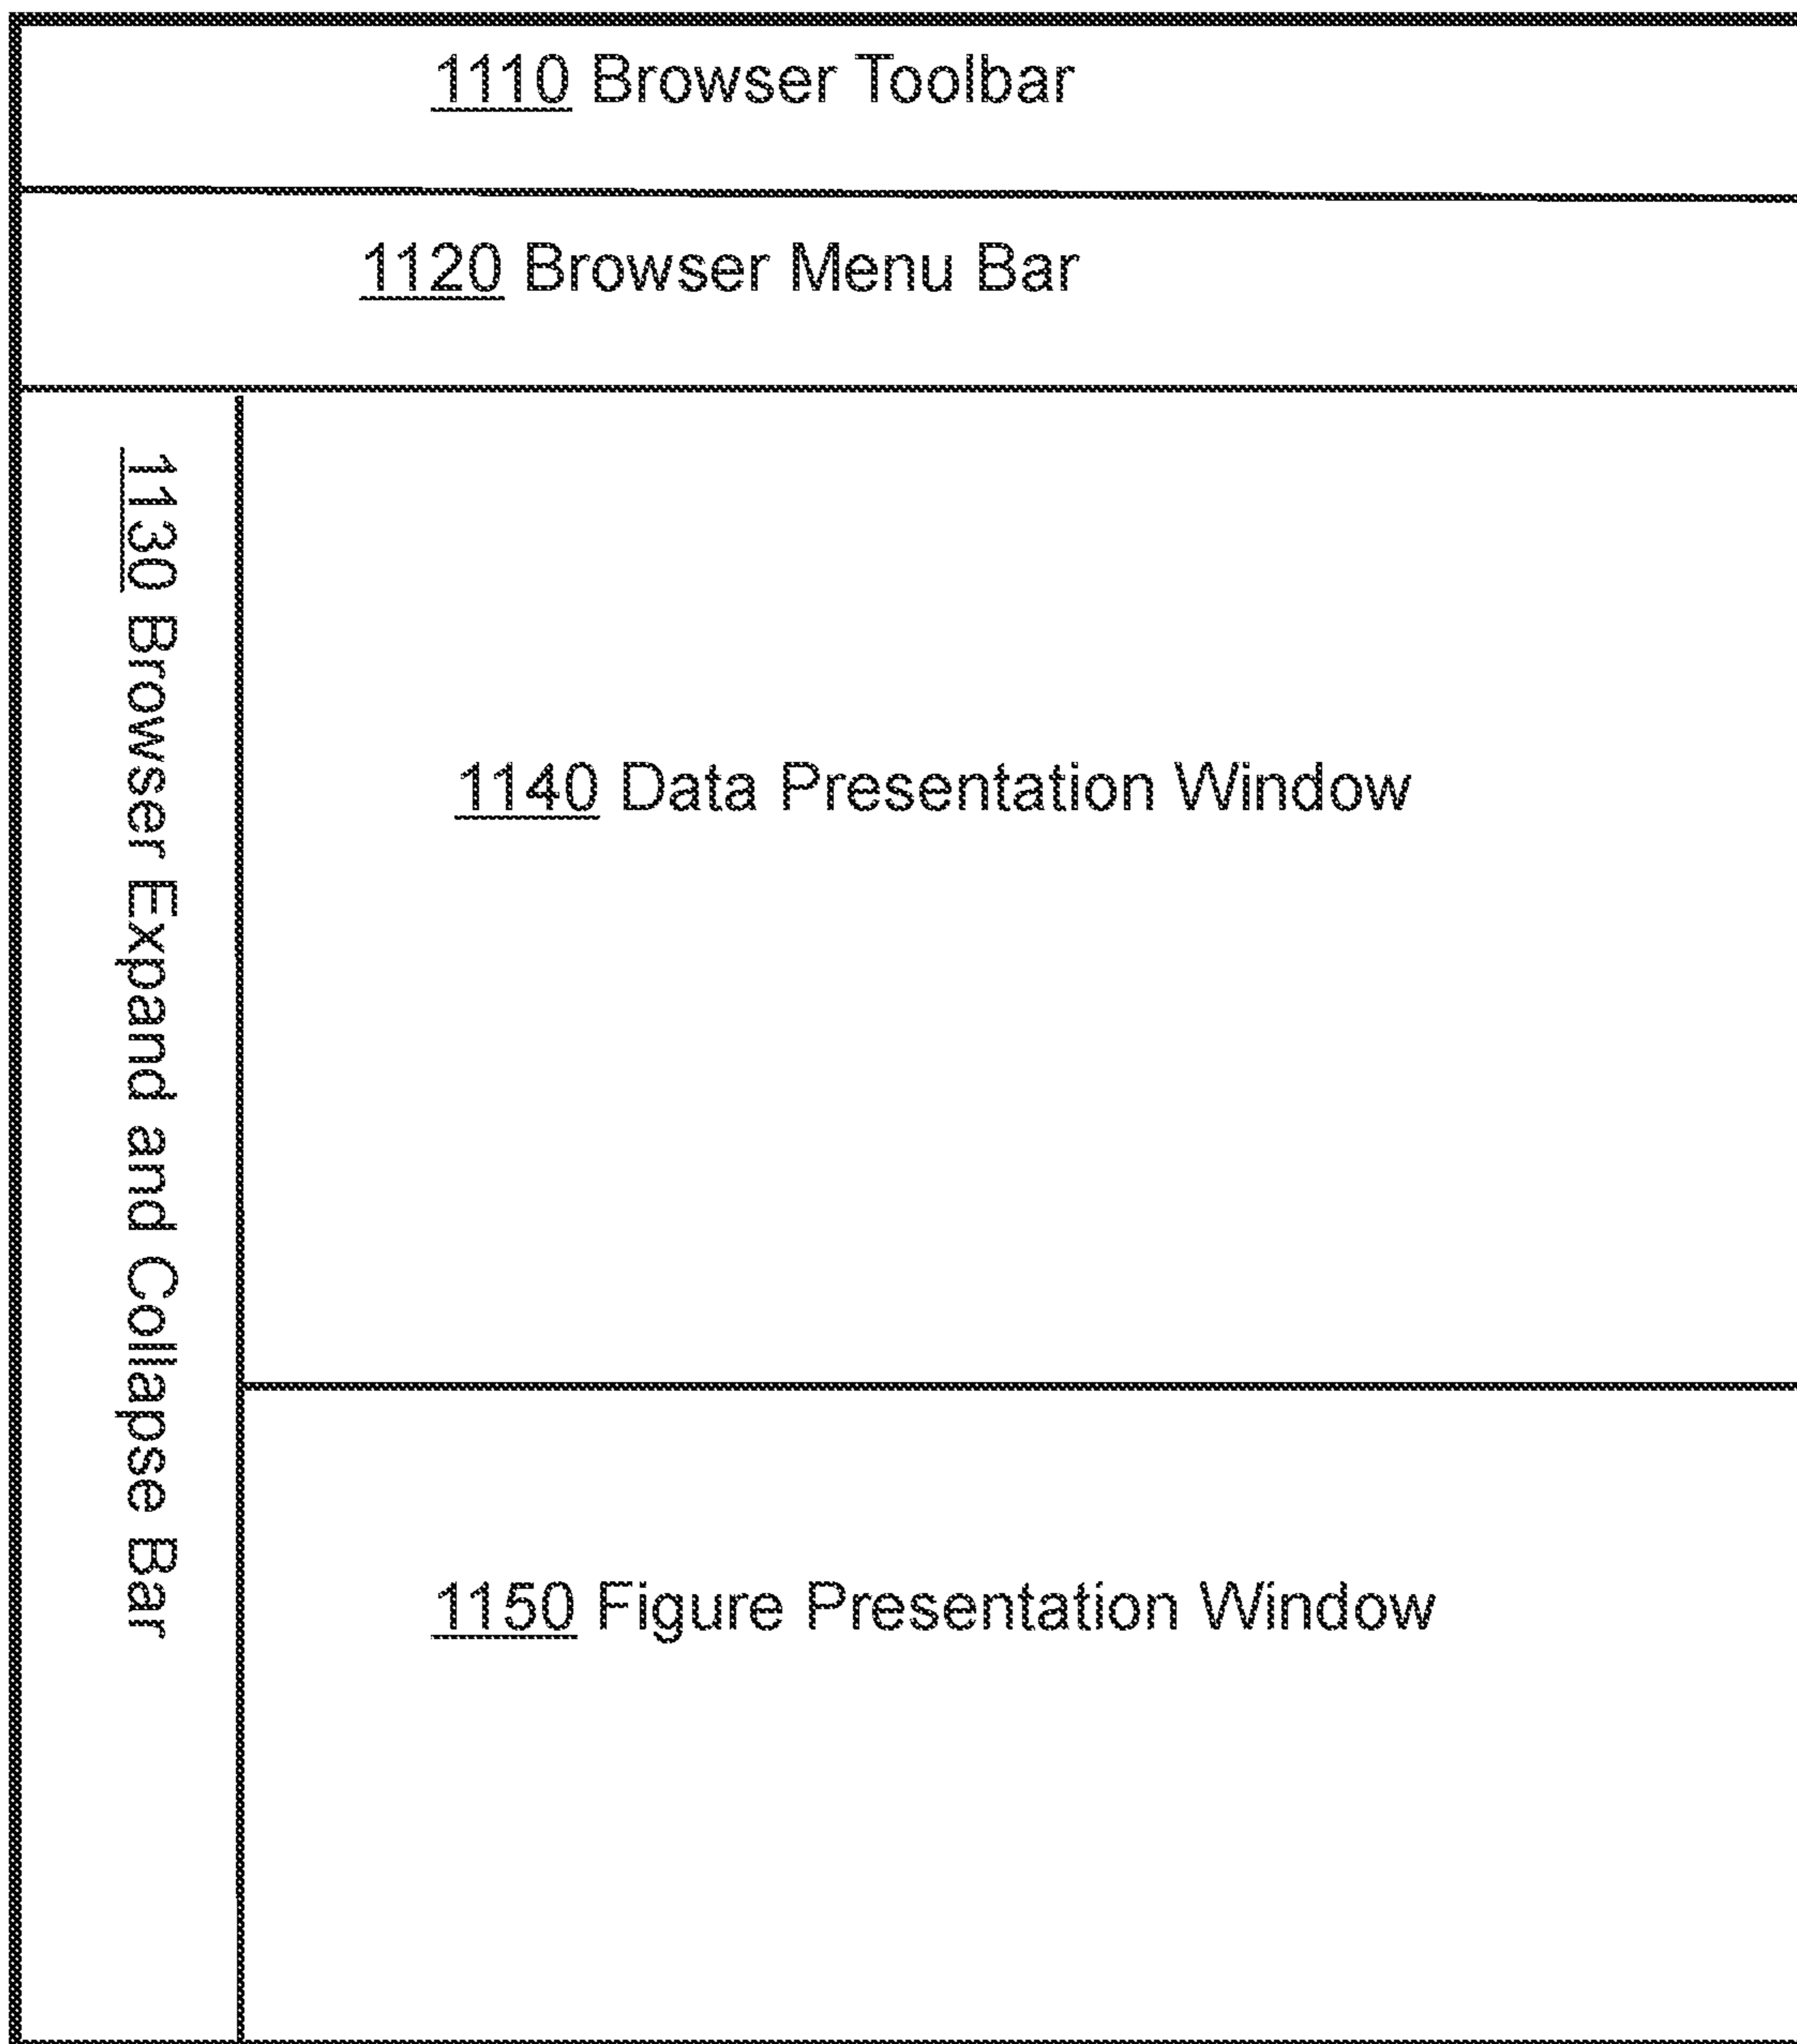 1110 Browser Toolbar
1120 Browser Menu Bar
1130 Browser Expand and Collapse Bar
1140 Data Presentation Window
1150 Figure Presentation Window